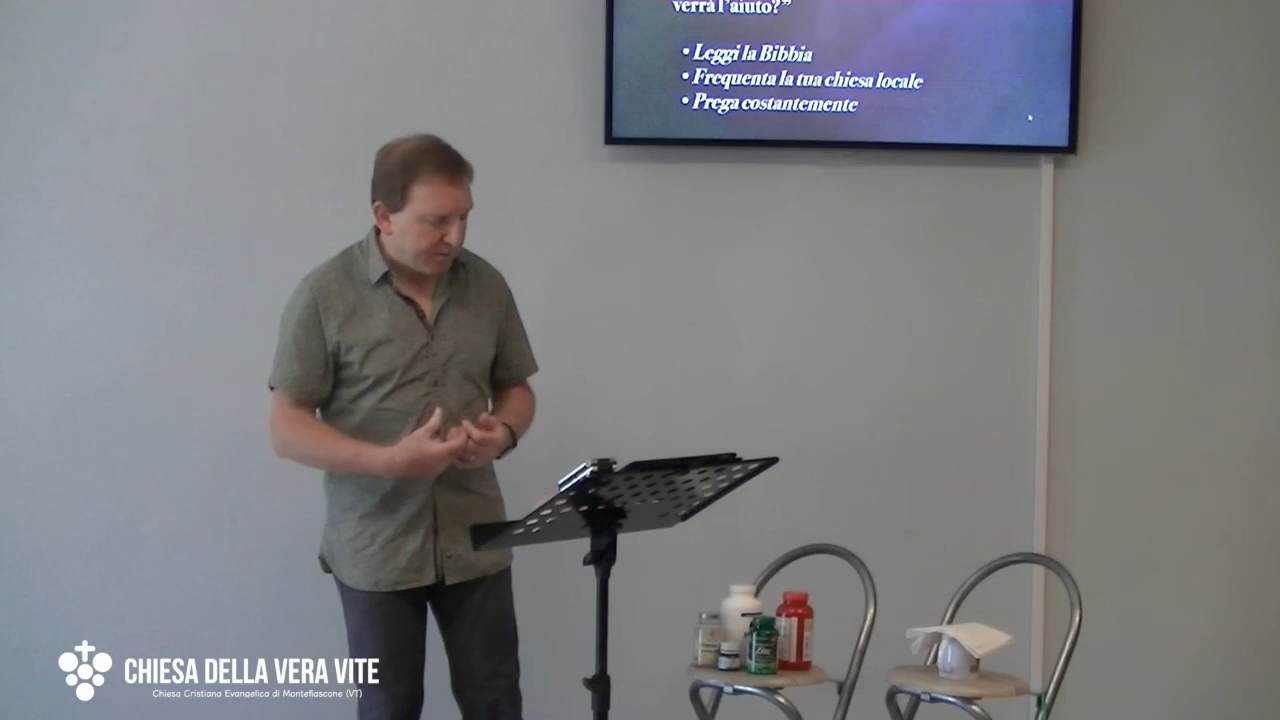 verrà l'aiuto?"
• Leggi la Bibbia
• Frequenta la tua chiesa locale
• Prega costantemente
CHIESA DELLA VERA VITE
Chiesa Cristiana Evangelica di Montefiascone (VT)